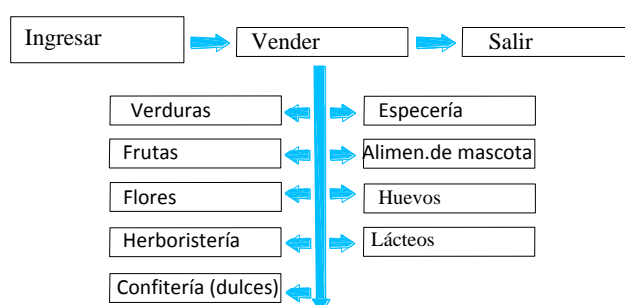 Ingresar
Vender
Salir
Verduras
Especería
Frutas
Alimen.de mascota
Flores
Huevos
Herboristería
Lácteos
Confitería (dulces)